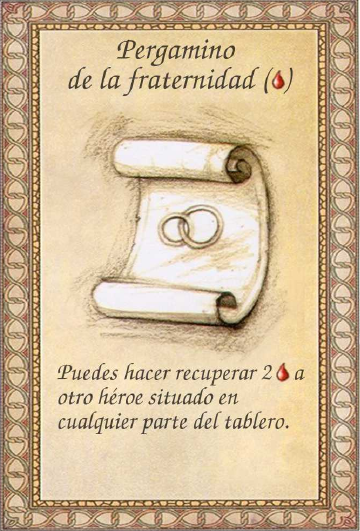 Pergamino
de la fraternidad (🩸)
Puedes hacer recuperar 2 🩸 a
otro héroe situado en
cualquier parte del tablero.